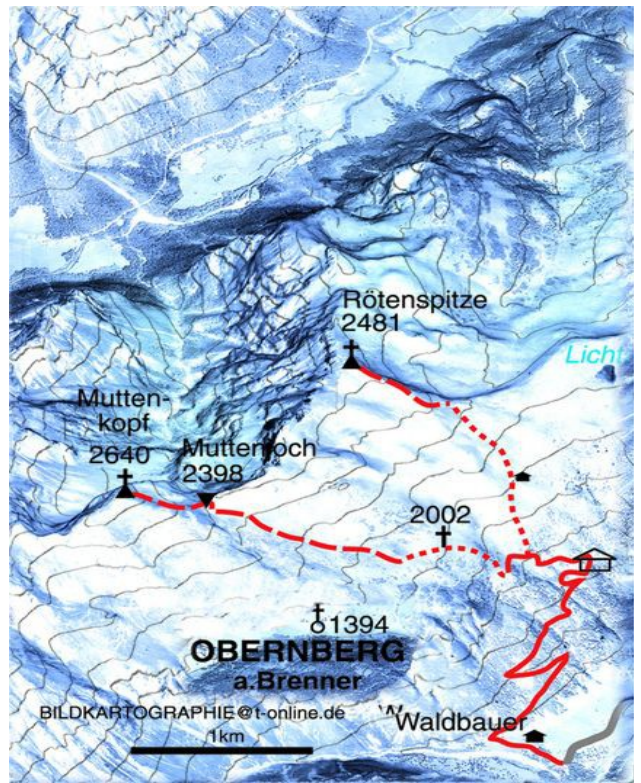 Rötenspitze
2481
Licht
Mutten-
kopf
2640
Muttenjoch
2398
2002
1394
OBERNBERG
a.Brenner
BILDKARTOGRAPHIE@t-online.de
Waldbauer
1km